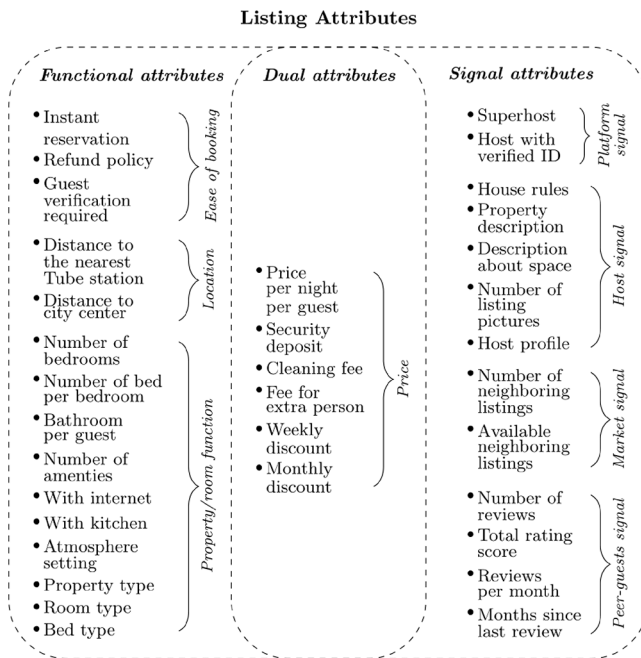 Listing Attributes
Functional attributes
• Instant
reservation
• Refund policy
• Guest
verification
required
Ease of booking
• Distance to
the nearest
Tube station
• Distance to
city center
Location
• Number of
bedrooms
• Number of bed
per bedroom
• Bathroom
per guest
• Number of
amenties
• With internet
• With kitchen
• Atmosphere
setting
• Property type
• Room type
• Bed type
Property/room function
Dual attributes
• Price
per night
per guest
• Security
deposit
• Cleaning fee
• Fee for
extra person
• Weekly
discount
• Monthly
discount
Price
Signal attributes
• Superhost
• Host with
verified ID
Platform
signal
• House rules
• Property
description
• Description
about space
• Number of
listing
pictures
• Host profile
Host signal
• Number of
neighboring
listings
• Available
neighboring
listings
Market signal
• Number of
reviews
• Total rating
score
• Reviews
per month
• Months since
last review
Peer-guests signal